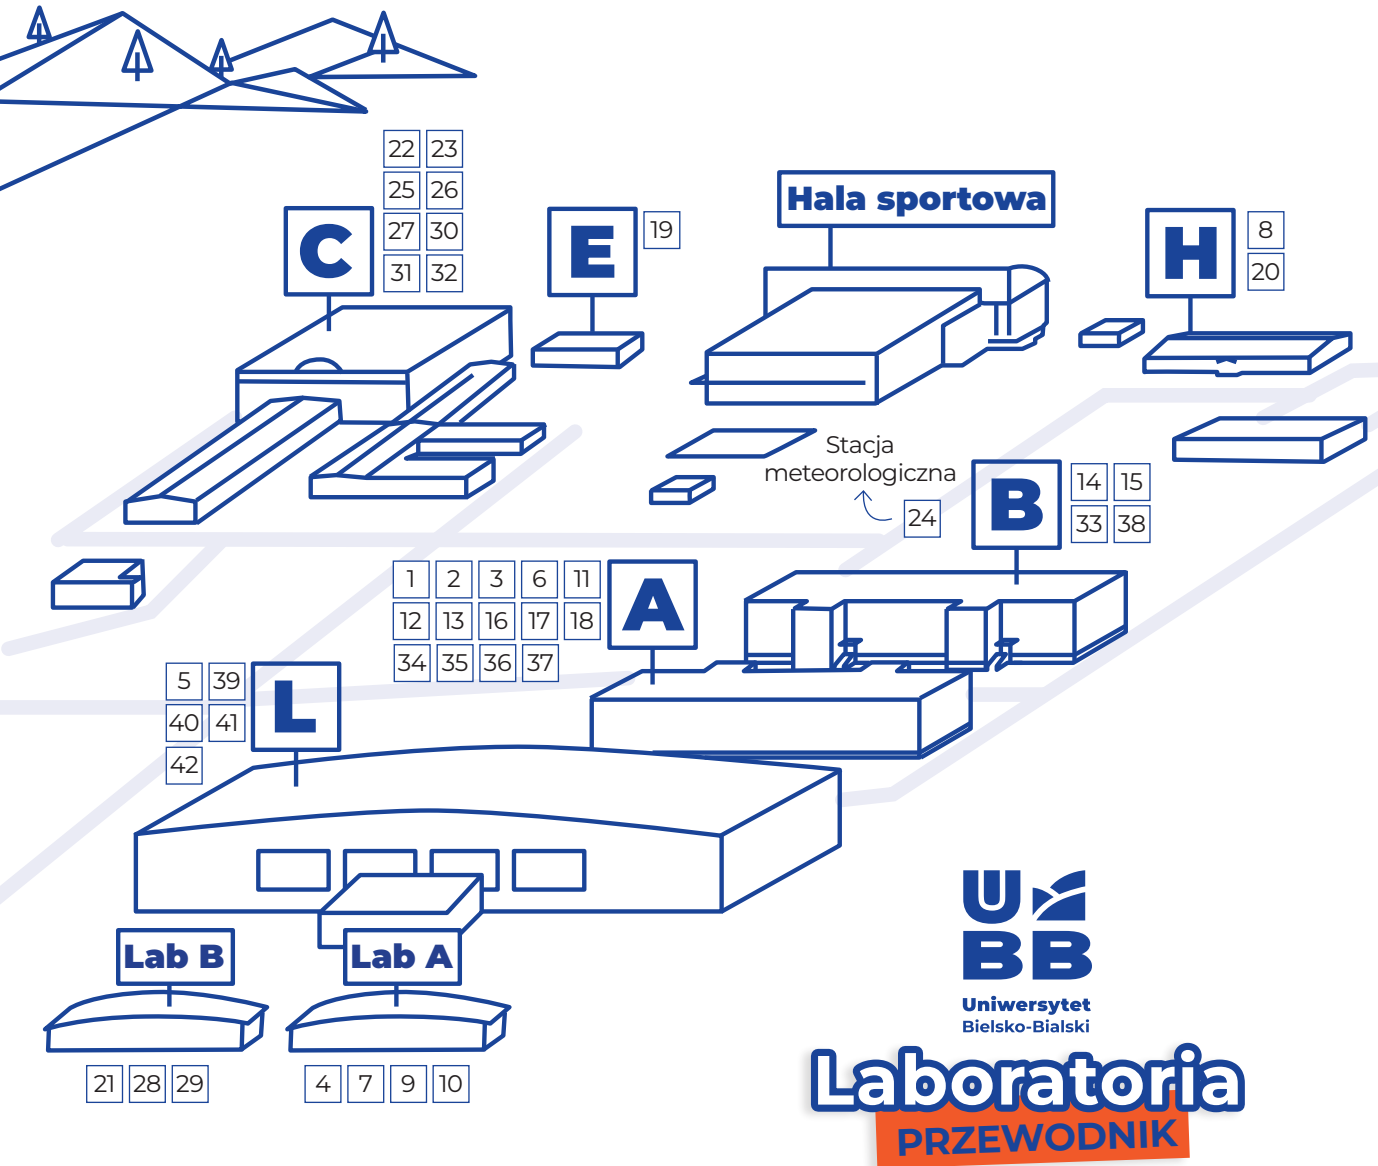 22 23
25 26
27 30
31 32
C
E
19
Hala sportowa
H
8
20
Stacja
meteorologiczna
24
B
14 15
33 38
1 2 3 6 11
12 13 16 17 18
34 35 36 37
A
5 39
40 41
42
L
Lab B
Lab A
21 28 29
4 7 9 10
U
BB
Uniwersytet
Bielsko-Bialski
Laboratoria
PRZEWODNIK